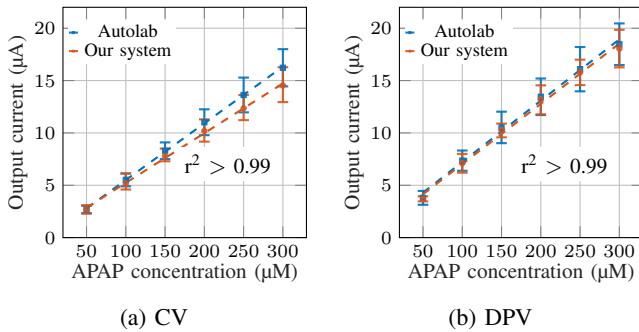 Output current (μA)
20
15
10
5
0
Autolab
Our system
r² > 0.99
50 100 150 200 250 300
APAP concentration (μM)
(a) CV
Output current (μA)
20
15
10
5
0
Autolab
Our system
r² > 0.99
50 100 150 200 250 300
APAP concentration (μM)
(b) DPV